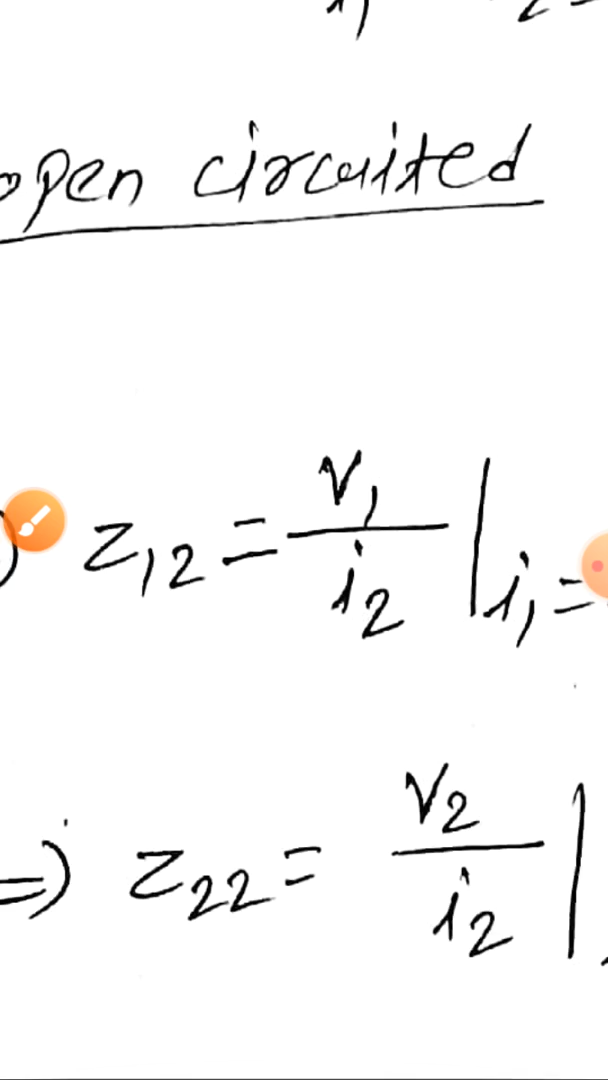 open circuited
z12 = v1/i2 | i1 =
=) z22 = v2/i2 |